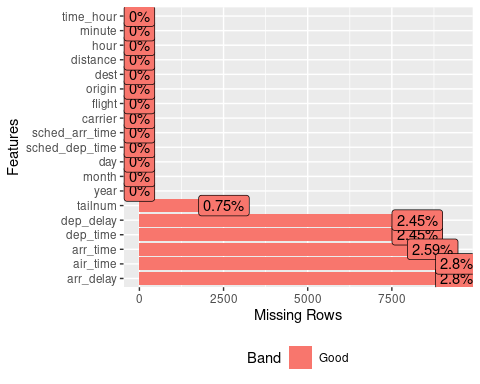 time_hour 0%
minute 0%
hour 0%
distance 0%
dest 0%
origin 0%
flight 0%
carrier 0%
sched_arr_time 0%
sched_dep_time 0%
day 0%
month 0%
year 0%
tailnum 0.75%
dep_delay 2.45%
dep_time 2.45%
arr_time 2.59%
air_time 2.8%
arr_delay 2.8%
Features
0 2500 5000 7500
Missing Rows
Band Good